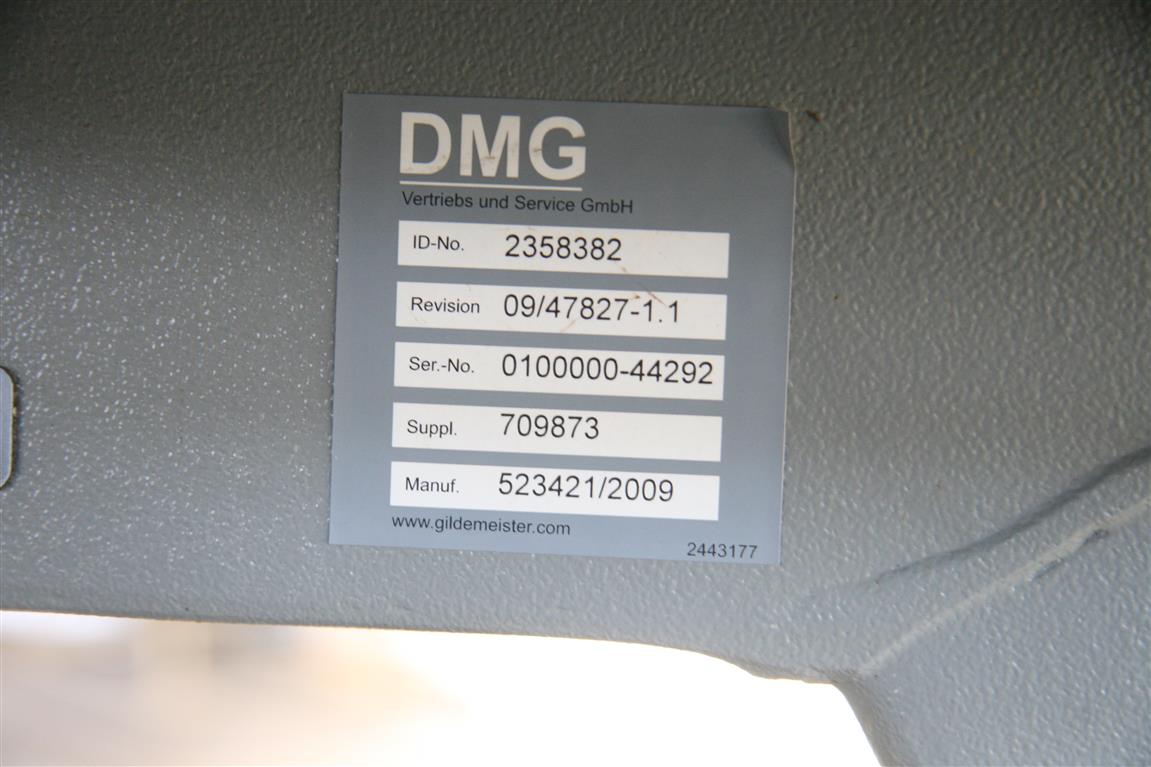 DMG
Vertriebs und Service GmbH
ID-No. 2358382
Revision 09/47827-1.1
Ser.-No. 0100000-44292
Suppl. 709873
Manuf. 523421/2009
www.gildemeister.com
2443177